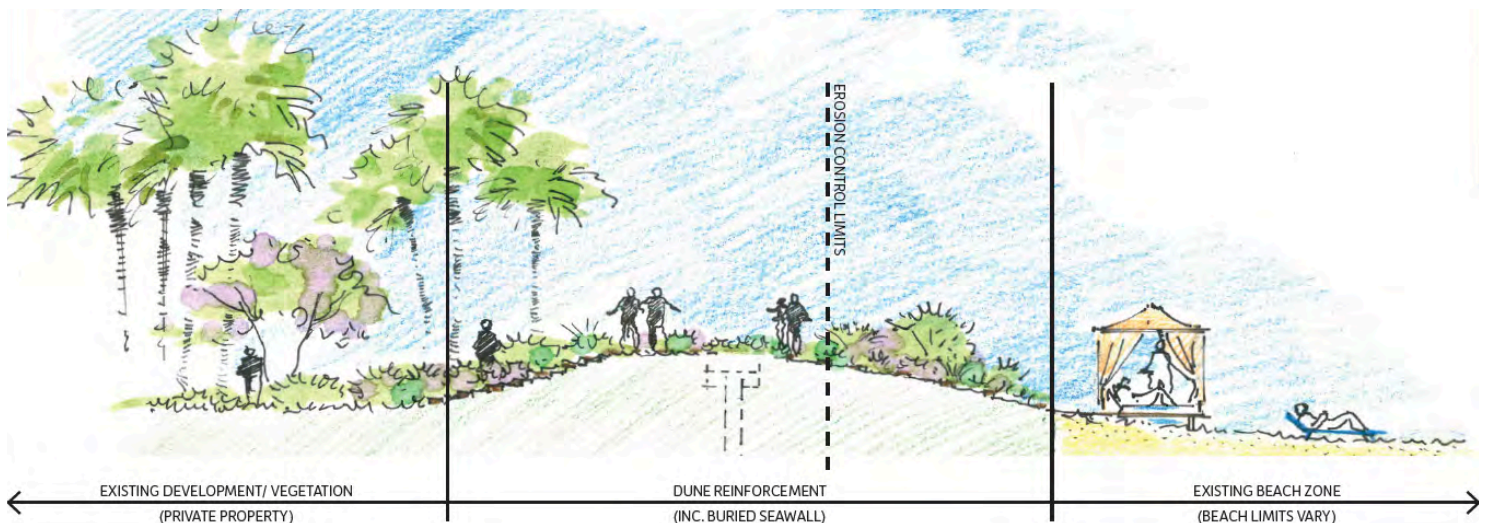 EROSION CONTROL LIMITS
EXISTING DEVELOPMENT/ VEGETATION
(PRIVATE PROPERTY)
DUNE REINFORCEMENT
(INC. BURIED SEAWALL)
EXISTING BEACH ZONE
(BEACH LIMITS VARY)